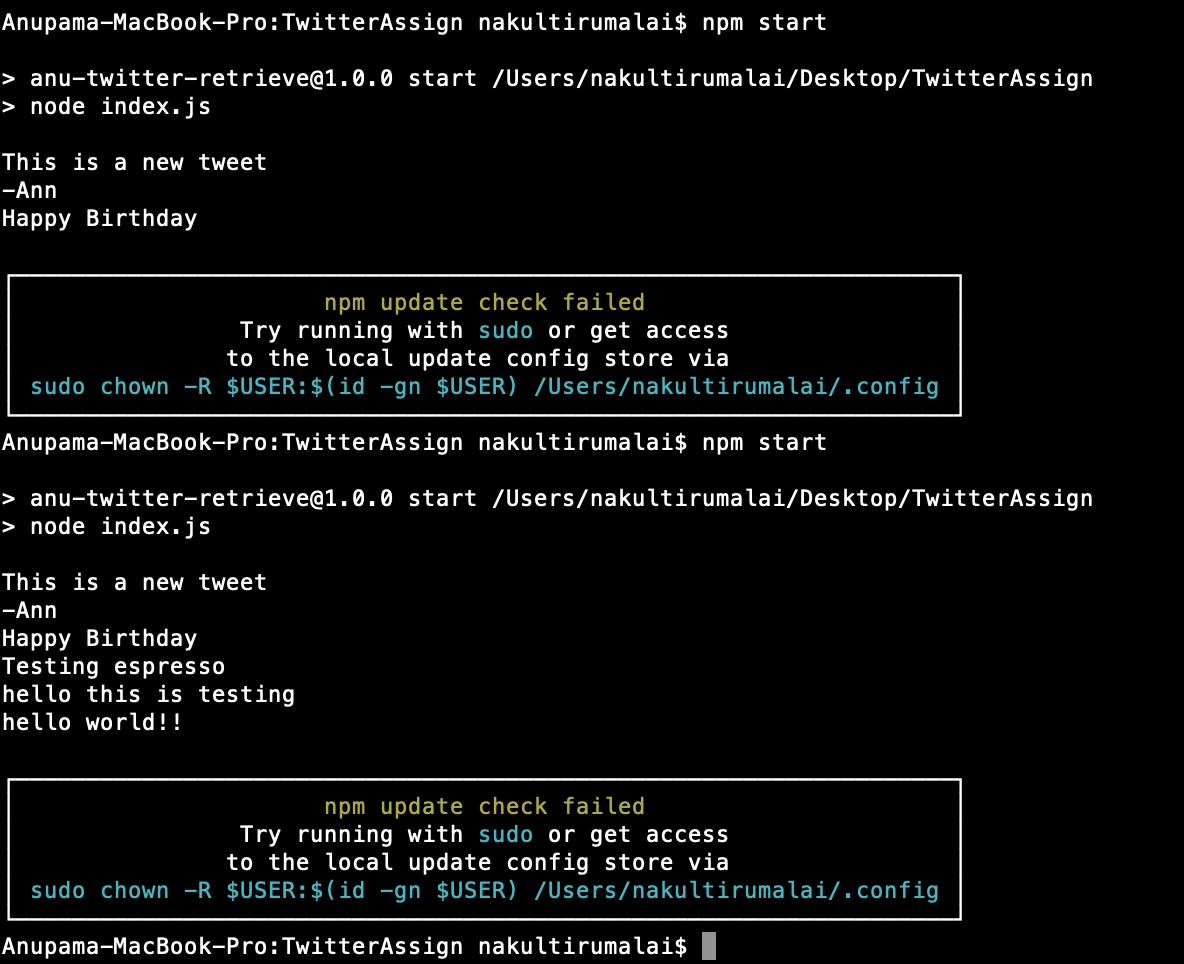 Anupama-MacBook-Pro:TwitterAssign nakultirumalai$ npm start
> anu-twitter-retrieve@1.0.0 start /Users/nakultirumalai/Desktop/TwitterAssign
> node index.js
This is a new tweet
-Ann
Happy Birthday
npm update check failed
Try running with sudo or get access
to the local update config store via
sudo chown -R $USER:$(id -gn $USER) /Users/nakultirumalai/.config
Anupama-MacBook-Pro:TwitterAssign nakultirumalai$ npm start
> anu-twitter-retrieve@1.0.0 start /Users/nakultirumalai/Desktop/TwitterAssign
> node index.js
This is a new tweet
-Ann
Happy Birthday
Testing espresso
hello this is testing
hello world!!
npm update check failed
Try running with sudo or get access
to the local update config store via
sudo chown -R $USER:$(id -gn $USER) /Users/nakultirumalai/.config
Anupama-MacBook-Pro:TwitterAssign nakultirumalai$